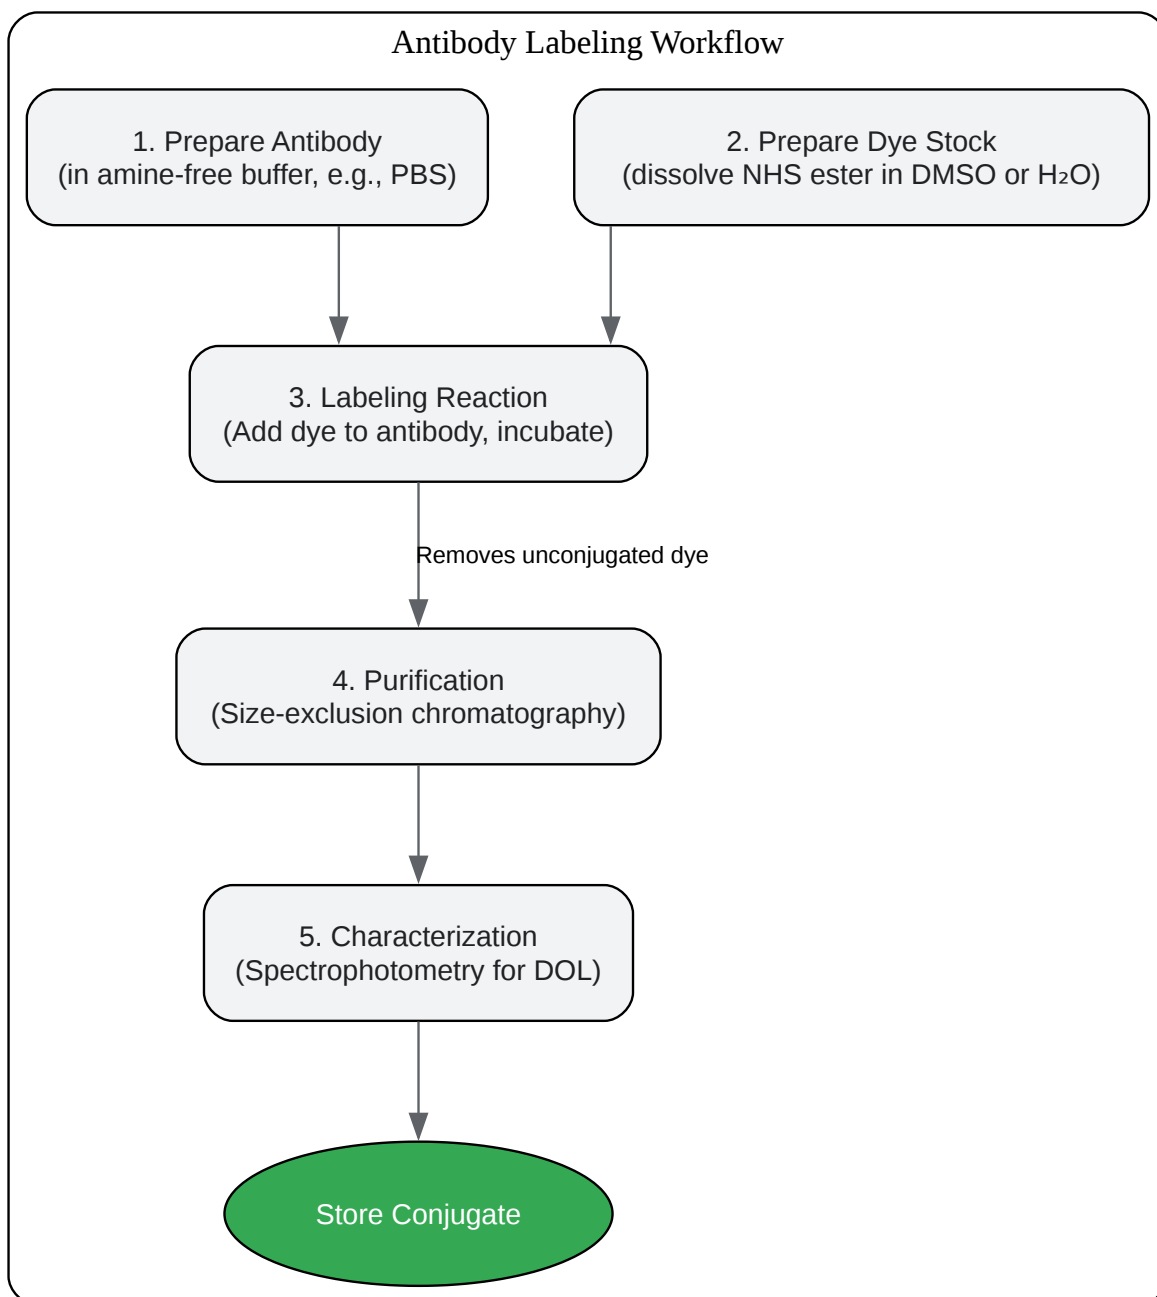 Antibody Labeling Workflow
1. Prepare Antibody
(in amine-free buffer, e.g., PBS)
2. Prepare Dye Stock
(dissolve NHS ester in DMSO or H₂O)
3. Labeling Reaction
(Add dye to antibody, incubate)
Removes unconjugated dye
4. Purification
(Size-exclusion chromatography)
5. Characterization
(Spectrophotometry for DOL)
Store Conjugate